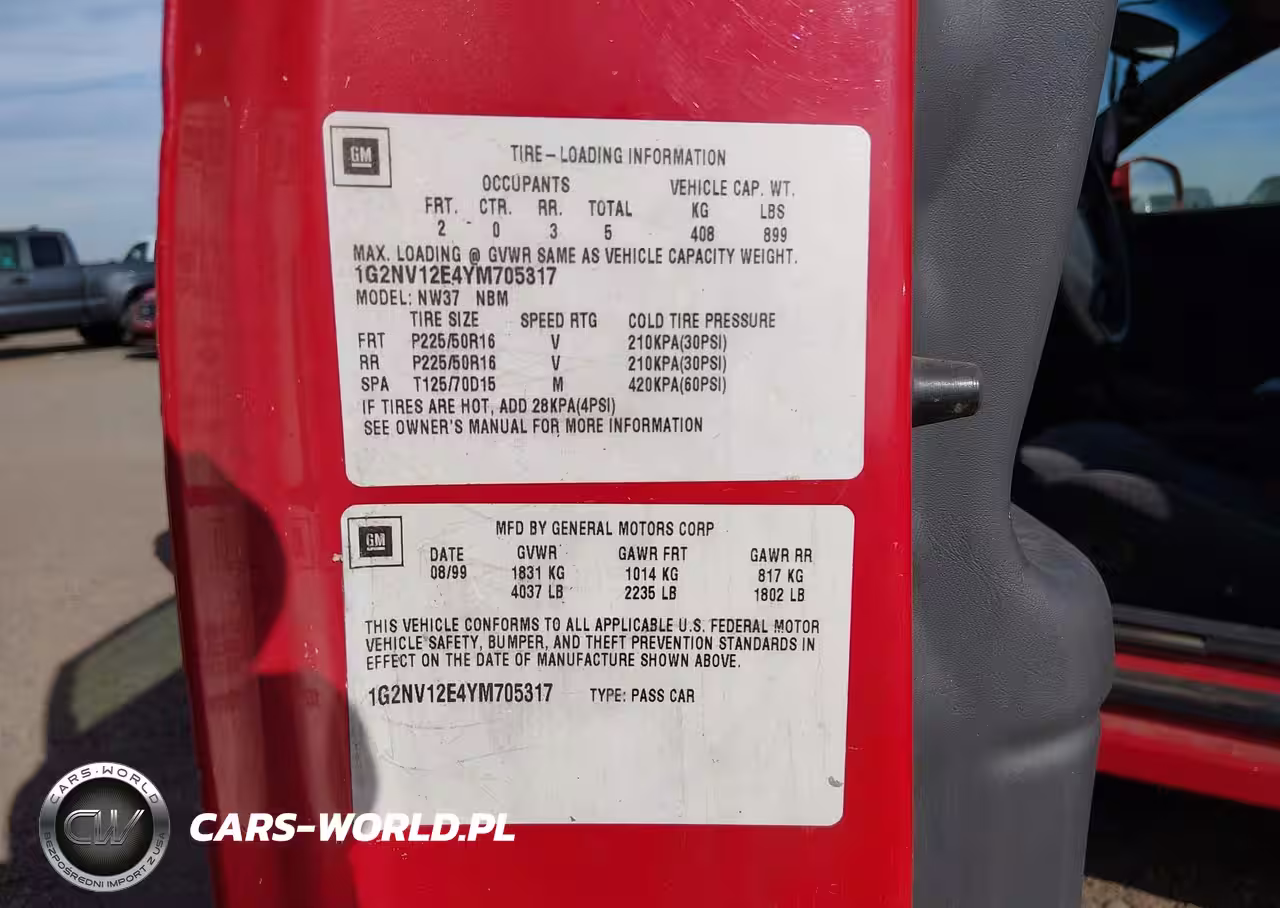 GM
TIRE-LOADING INFORMATION
OCCUPANTS VEHICLE CAP. WT.
FRT. CTR. RR. TOTAL KG LBS
2 0 3 5 408 899
MAX. LOADING @ GVWR SAME AS VEHICLE CAPACITY WEIGHT.
1G2NV12E4YM705317
MODEL: NW37 NBM
TIRE SIZE SPEED RTG COLD TIRE PRESSURE
FRT P225/50R16 V 210KPA(30PSI)
RR P225/50R16 V 210KPA(30PSI)
SPA T125/70D15 M 420KPA(60PSI)
IF TIRES ARE HOT, ADD 28KPA(4PSI)
SEE OWNER'S MANUAL FOR MORE INFORMATION
GM
MFD BY GENERAL MOTORS CORP
DATE GVWR GAWR FRT GAWR RR
08/99 1831 KG 1014 KG 817 KG
4037 LB 2235 LB 1802 LB
THIS VEHICLE CONFORMS TO ALL APPLICABLE U.S. FEDERAL MOTOR
VEHICLE SAFETY, BUMPER, AND THEFT PREVENTION STANDARDS IN
EFFECT ON THE DATE OF MANUFACTURE SHOWN ABOVE.
1G2NV12E4YM705317 TYPE: PASS CAR
CARS-WORLD
CW
BEZPOŚREDNI IMPORT Z USA
CARS-WORLD.PL